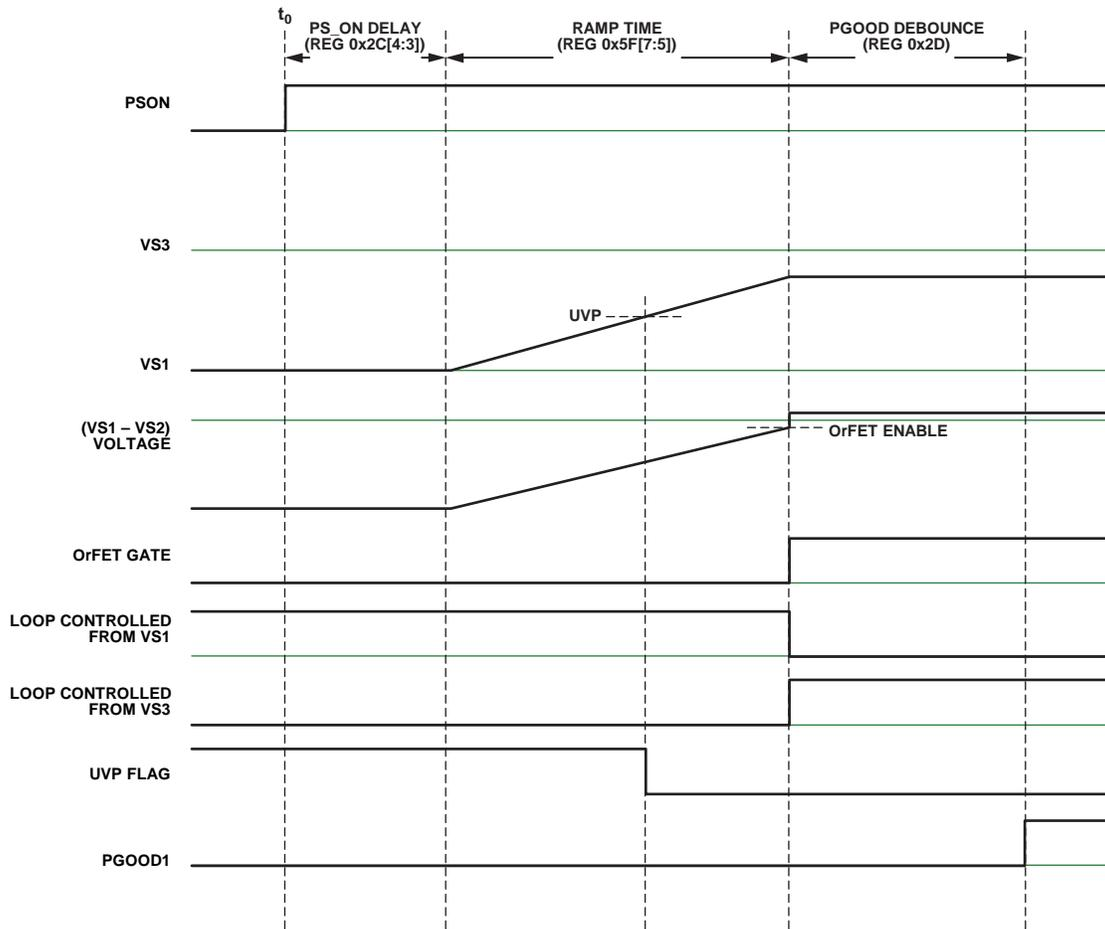 t0
PS_ON DELAY
(REG 0x2C[4:3])
RAMP TIME
(REG 0x5F[7:5])
PGOOD DEBOUNCE
(REG 0x2D)
PSON
VS3
UVP
VS1
(VS1 – VS2)
VOLTAGE
OrFET ENABLE
OrFET GATE
LOOP CONTROLLED
FROM VS1
LOOP CONTROLLED
FROM VS3
UVP FLAG
PGOOD1